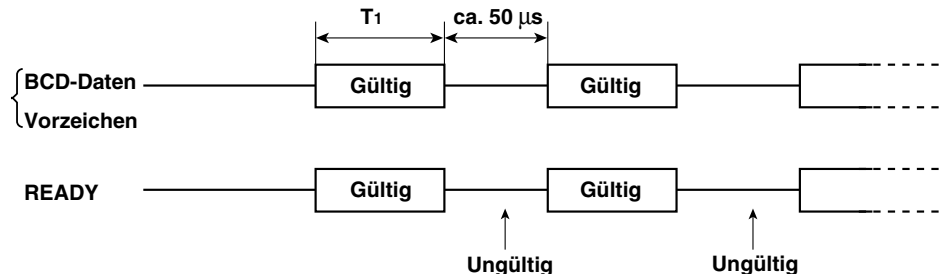 T1
ca. 50 µs
BCD-Daten
Gültig
Gültig
Vorzeichen
READY
Gültig
Gültig
Ungültig
Ungültig